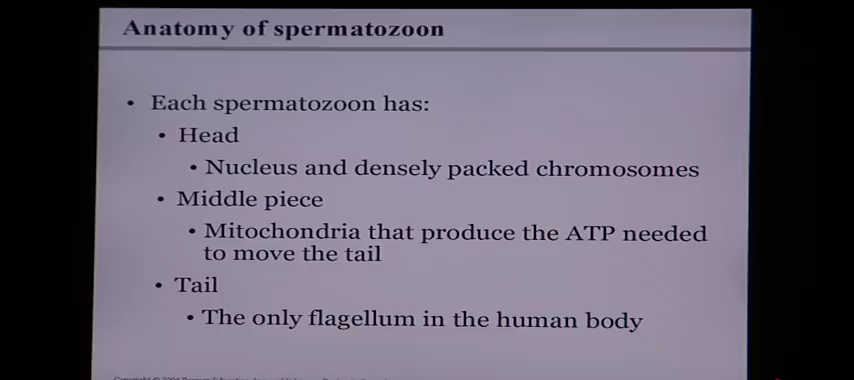 Anatomy of spermatozoon
• Each spermatozoon has:
• Head
• Nucleus and densely packed chromosomes
• Middle piece
• Mitochondria that produce the ATP needed
to move the tail
• Tail
• The only flagellum in the human body